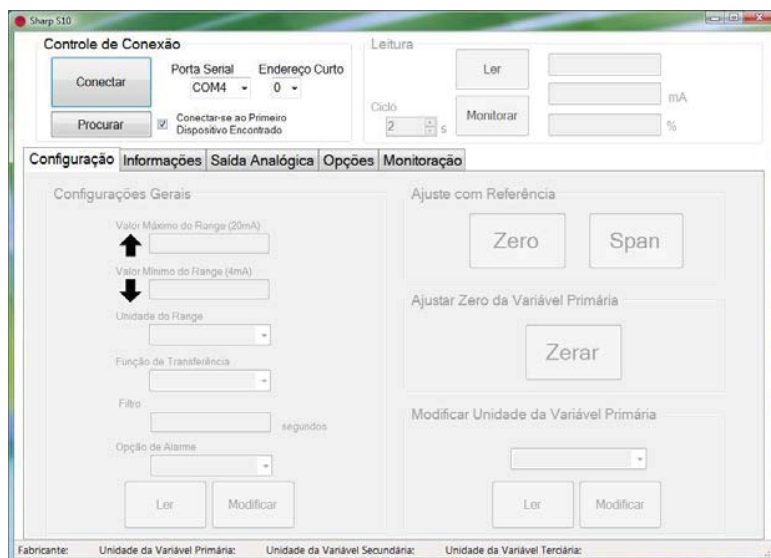 Sharp S10
Controle de Conexão
Conectar
Porta Serial
Endereço Curto
COM4
0
Procurar
Conectar-se ao Primeiro
Dispositivo Encontrado
Leitura
Ler
Ciclo
2 s
Monitorar
mA
%
Configuração Informações Saída Analógica Opções Monitoração
Configurações Gerais
Valor Máximo do Range (20mA)
Valor Mínimo do Range (4mA)
Unidade do Range
Função de Transferência
Filtro
segundos
Opção de Alarme
Ler Modificar
Ajuste com Referência
Zero Span
Ajustar Zero da Variável Primária
Zerar
Modificar Unidade da Variável Primária
Ler Modificar
Fabricante: Unidade da Variável Primária: Unidade da Variável Secundária: Unidade da Variável Terciária: